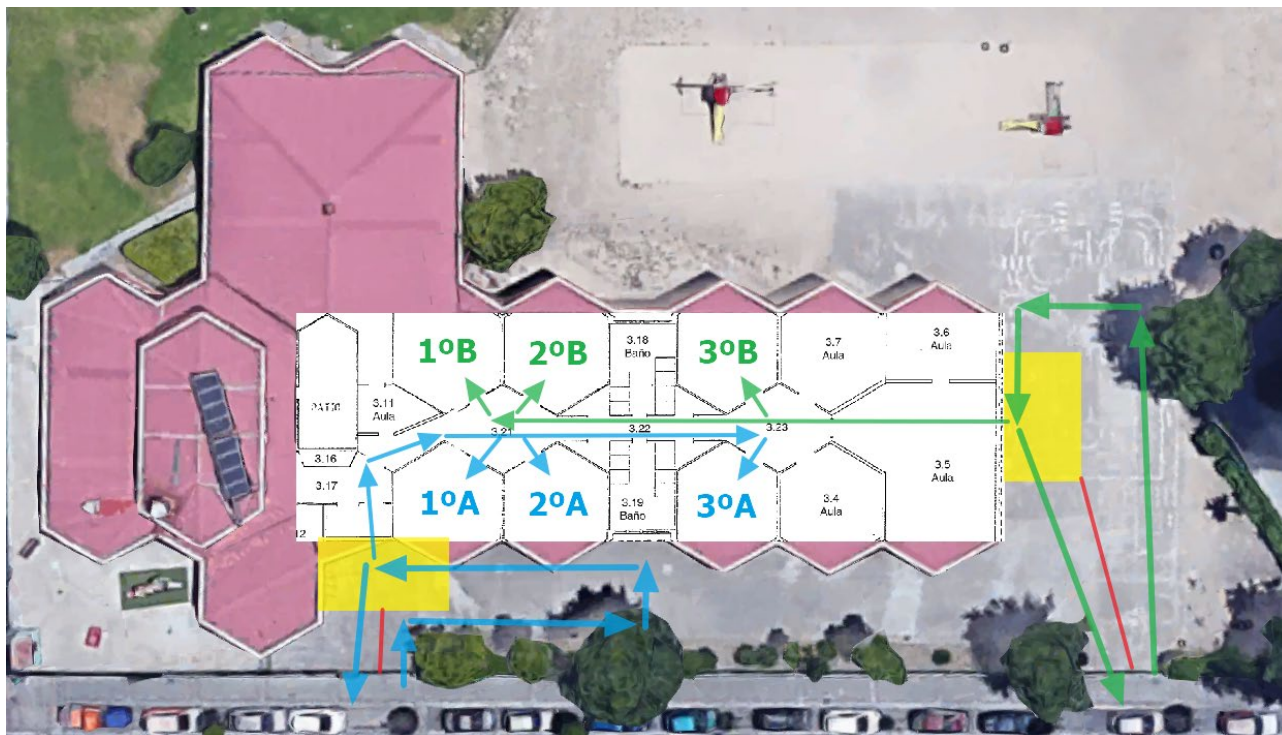 3.18
Baño
3.6
Aula
1ºB
2ºB
3ºB
3.7
Aula
3.11
Aula
PATIO
3.21
3.22
3.23
3.16
3.17
3.5
Aula
1ºA
2ºA
3.19
Baño
3ºA
3.4
Aula
12